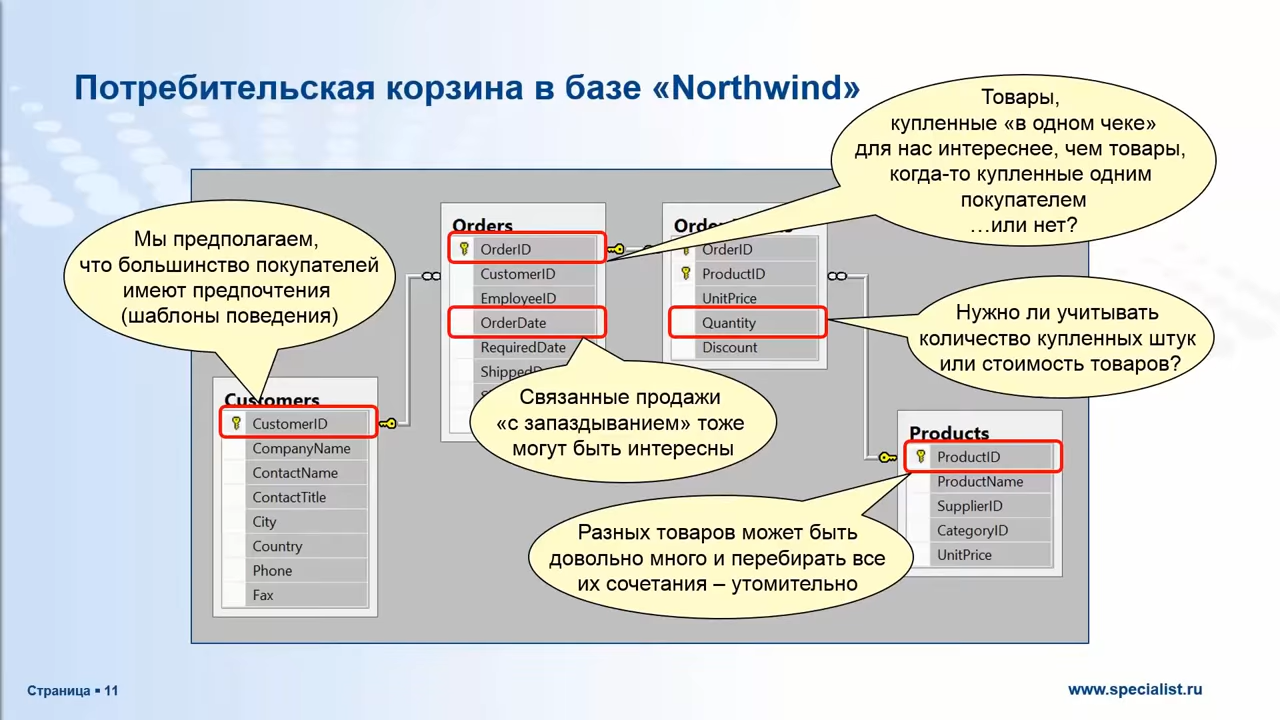 Потребительская корзина в базе «Northwind»
Товары,
купленные «в одном чеке»
для нас интереснее, чем товары,
когда-то купленные одним
покупателем
…или нет?
Мы предполагаем,
что большинство покупателей
имеют предпочтения
(шаблоны поведения)
Orders
OrderID
CustomerID
EmployeeID
OrderDate
RequiredDate
OrderID
ProductID
UnitPrice
Quantity
Discount
Нужно ли учитывать
количество купленных штук
или стоимость товаров?
Связанные продажи
«с запаздыванием» тоже
могут быть интересны
Customers
CustomerID
CompanyName
ContactName
ContactTitle
City
Country
Phone
Fax
Products
ProductID
ProductName
SupplierID
CategoryID
UnitPrice
Разных товаров может быть
довольно много и перебирать все
их сочетания – утомительно
Страница ▪ 11
www.specialist.ru